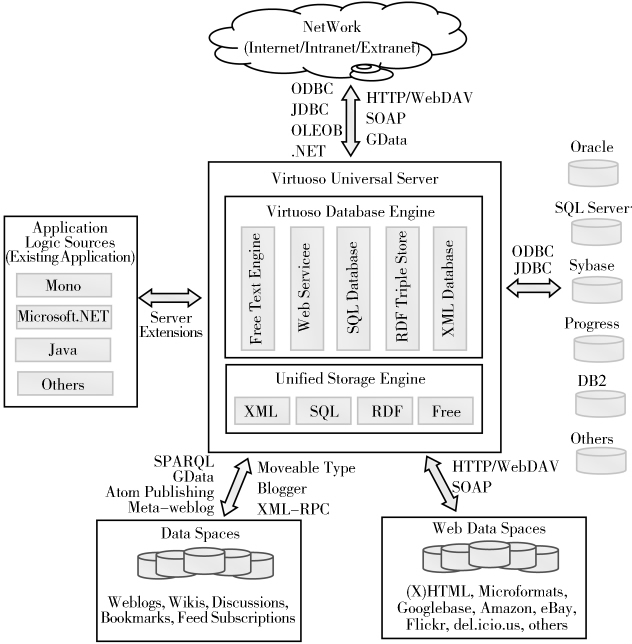 NetWork
(Internet/Intranet/Extranet)
ODBC
JDBC
OLEOB
.NET
HTTP/WebDAV
SOAP
GData
Virtuoso Universal Server
Virtuoso Database Engine
Free Text Engine
Web Servicee
SQL Database
RDF Triple Store
XML Database
Unified Storage Engine
XML
SQL
RDF
Free
Application
Logic Sources
(Existing Application)
Mono
Microsoft.NET
Java
Others
Server
Extensions
ODBC
JDBC
Oracle
SQL Server
Sybase
Progress
DB2
Others
SPARQL
GData
Atom Publishing
Meta-weblog
Moveable Type
Blogger
XML-RPC
HTTP/WebDAV
SOAP
Data Spaces
Weblogs, Wikis, Discussions,
Bookmarks, Feed Subscriptions
Web Data Spaces
(X)HTML, Microformats,
Googlebase, Amazon, eBay,
Flickr, del.icio.us, others